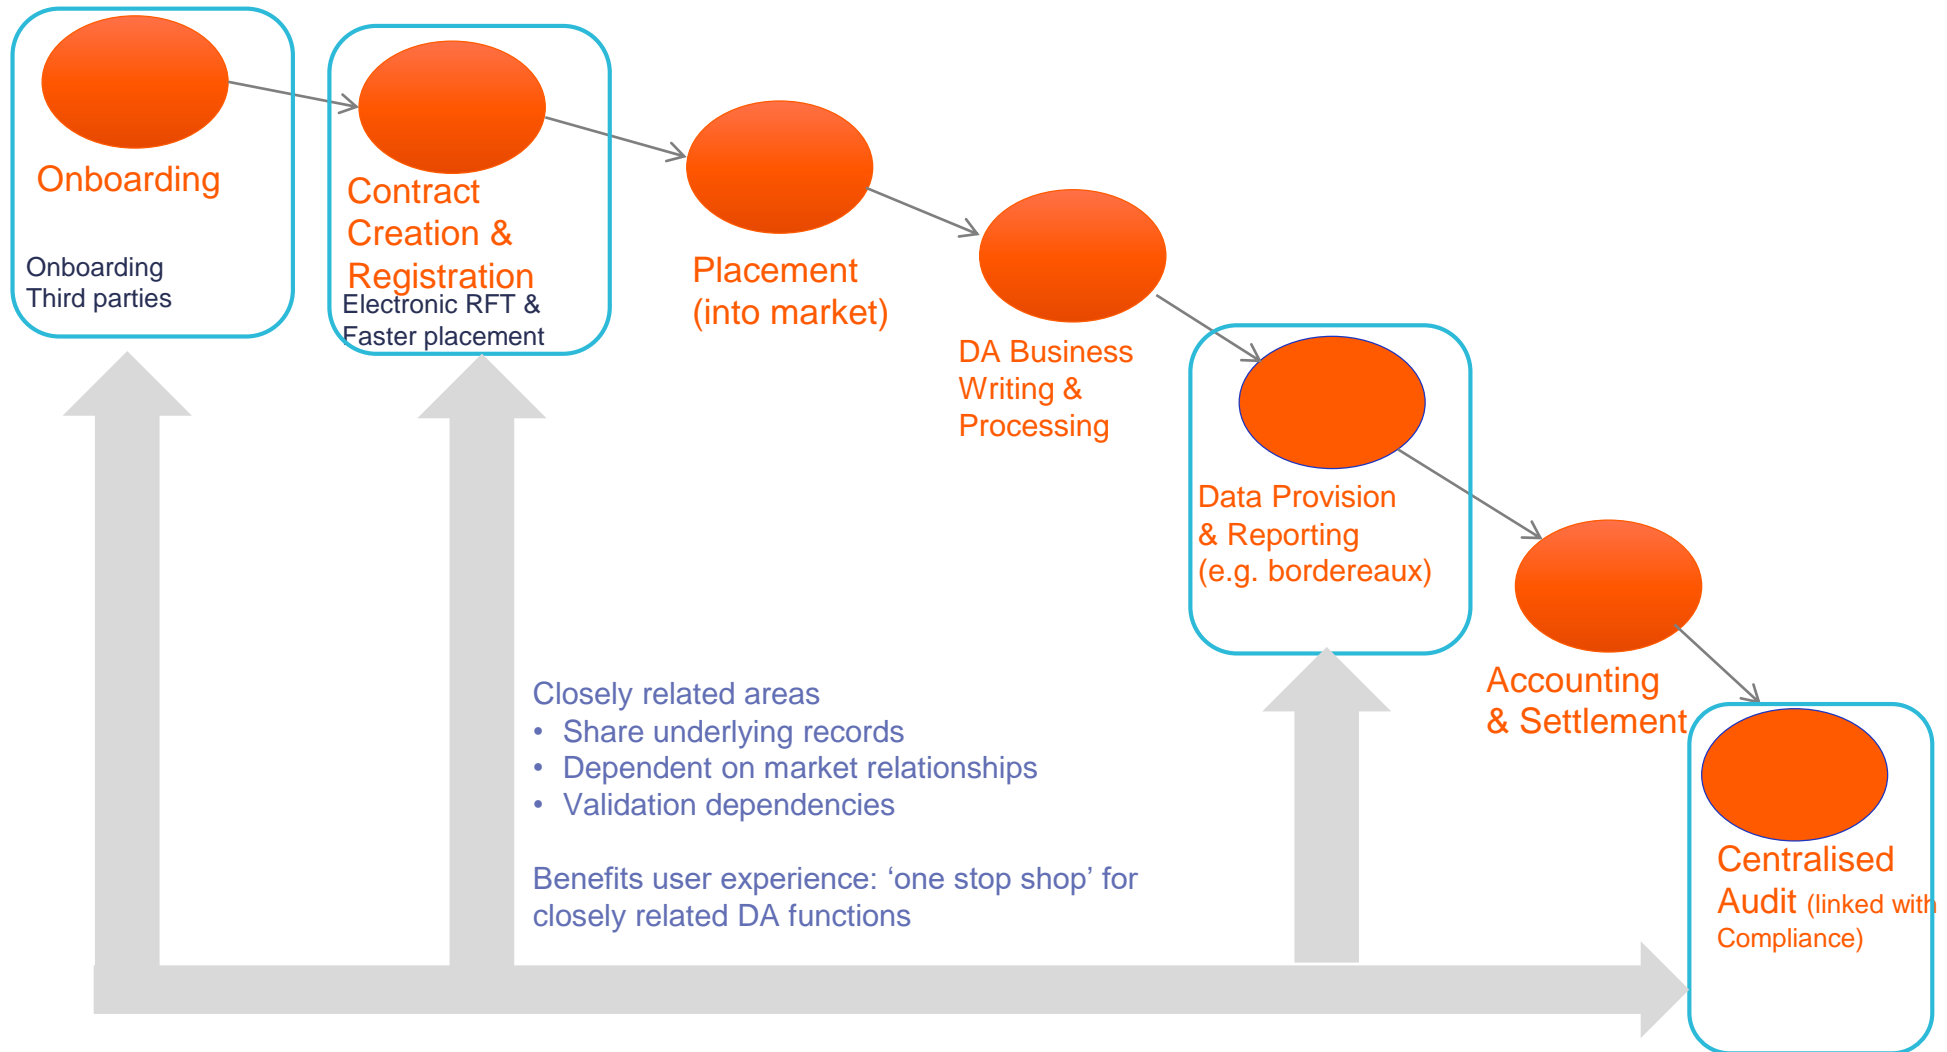 Onboarding
Onboarding
Third parties
Contract
Creation &
Registration
Electronic RFT &
Faster placement
Placement
(into market)
DA Business
Writing &
Processing
Data Provision
& Reporting
(e.g. bordereaux)
Accounting
& Settlement
Centralised
Audit (linked with
Compliance)
Closely related areas
• Share underlying records
• Dependent on market relationships
• Validation dependencies
Benefits user experience: ‘one stop shop’ for
closely related DA functions